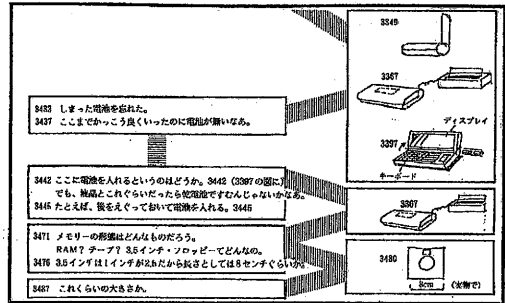 3349
3367
3433 しまった電池を忘れた。
3437 ここまでかっこう良くいったのに電池が無いなあ。
ディスプレイ
3397
キーボード
3442 ここに電池を入れるというのはどうか。3442 (3397の図に)
でも、液晶とこれぐらいだったら乾電池ですむんじゃないかなあ。
3445 たとえば、後をえぐっておいて電池を入れる。3445
3367
3471 メモリーの形態はどんなものだろう。
RAM？テープ？ 3.5インチ・フロッピーてどんなの。
3476 3.5インチは1インチが2.5だから長さとしては8センチぐらいか。
3480
8cm (実物で)
3487 これくらいの大きさか。